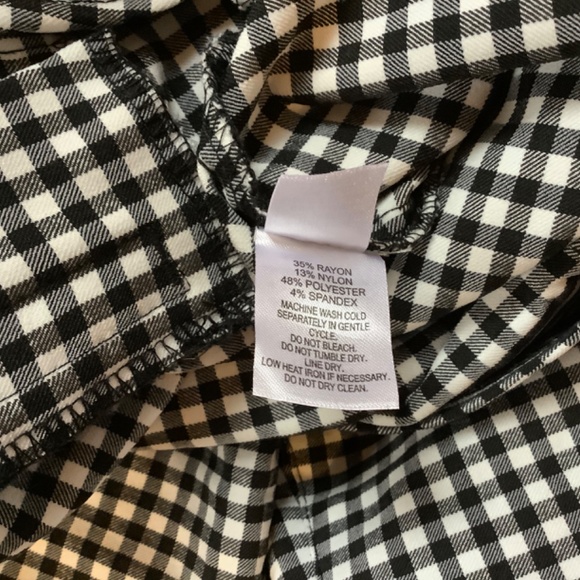 35% RAYON
13% NYLON
48% POLYESTER
4% SPANDEX
MACHINE WASH COLD
SEPARATELY IN GENTLE
CYCLE.
DO NOT BLEACH.
DO NOT TUMBLE DRY.
LINE DRY.
LOW HEAT IRON IF NECESSARY.
DO NOT DRY CLEAN.